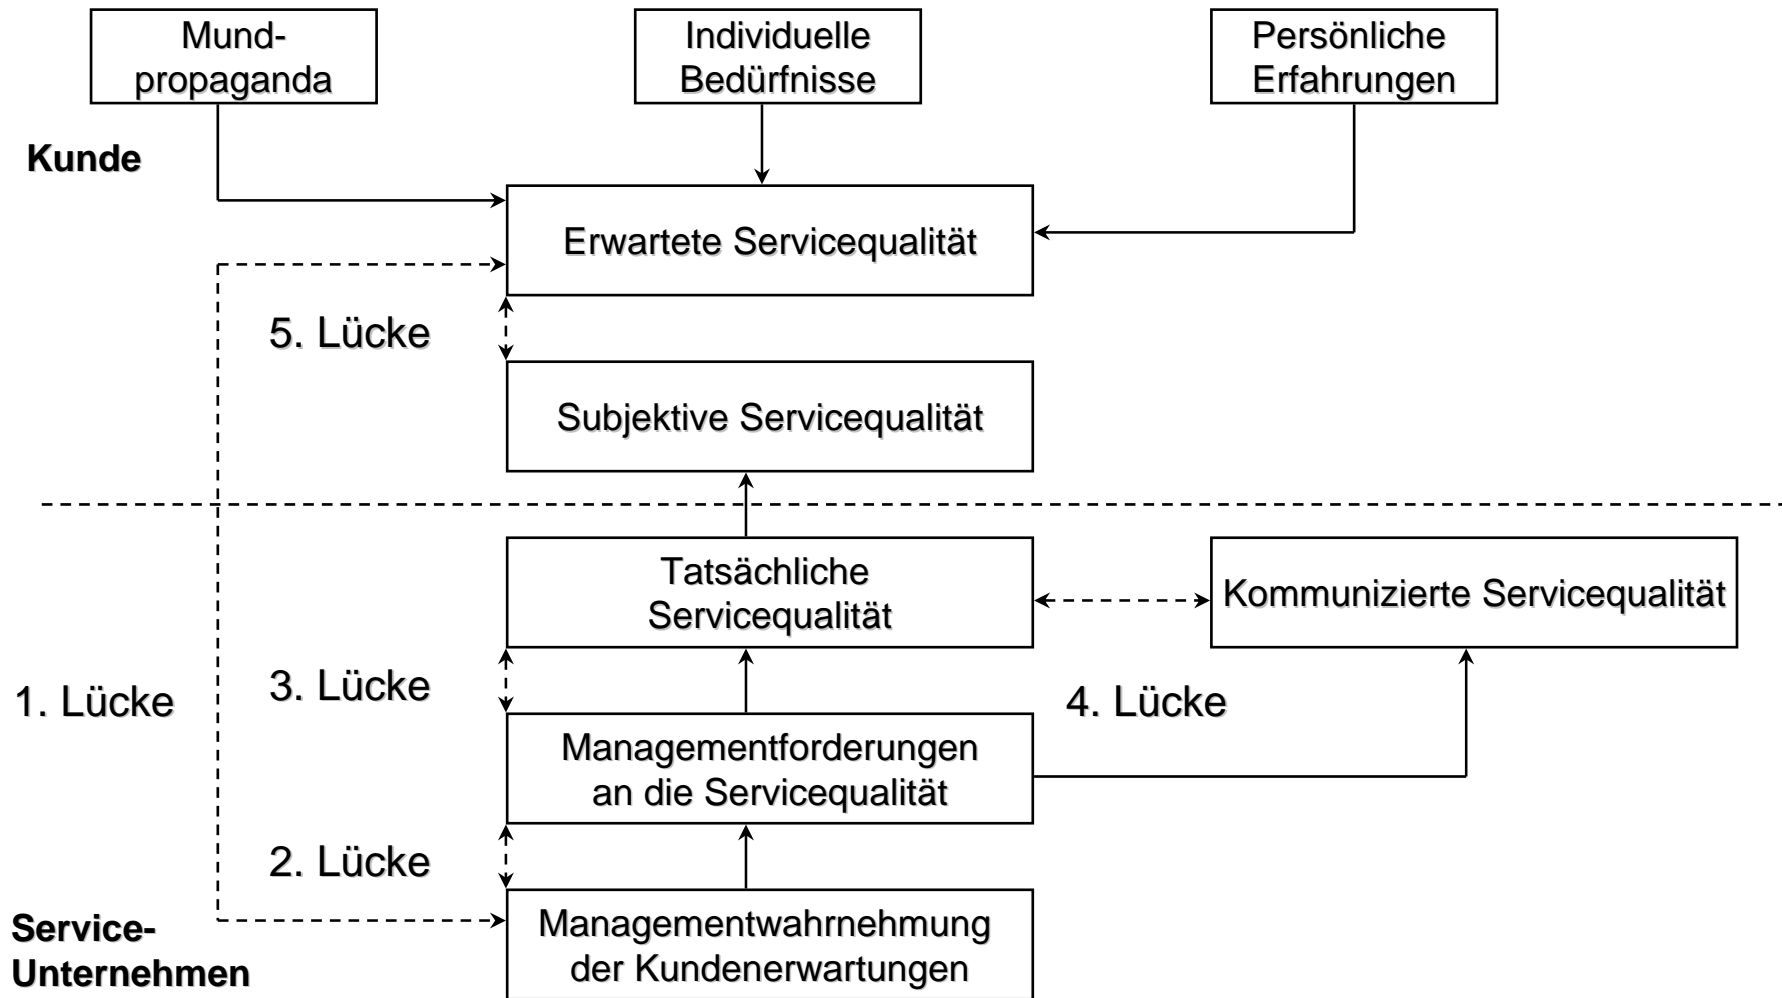 Mund-
propaganda
Individuelle
Bedürfnisse
Persönliche
Erfahrungen
Kunde
Erwartete Servicequalität
5. Lücke
Subjektive Servicequalität
Tatsächliche
Servicequalität
Kommunizierte Servicequalität
1. Lücke
3. Lücke
4. Lücke
Managementforderungen
an die Servicequalität
2. Lücke
Service-
Unternehmen
Managementwahrnehmung
der Kundenerwartungen